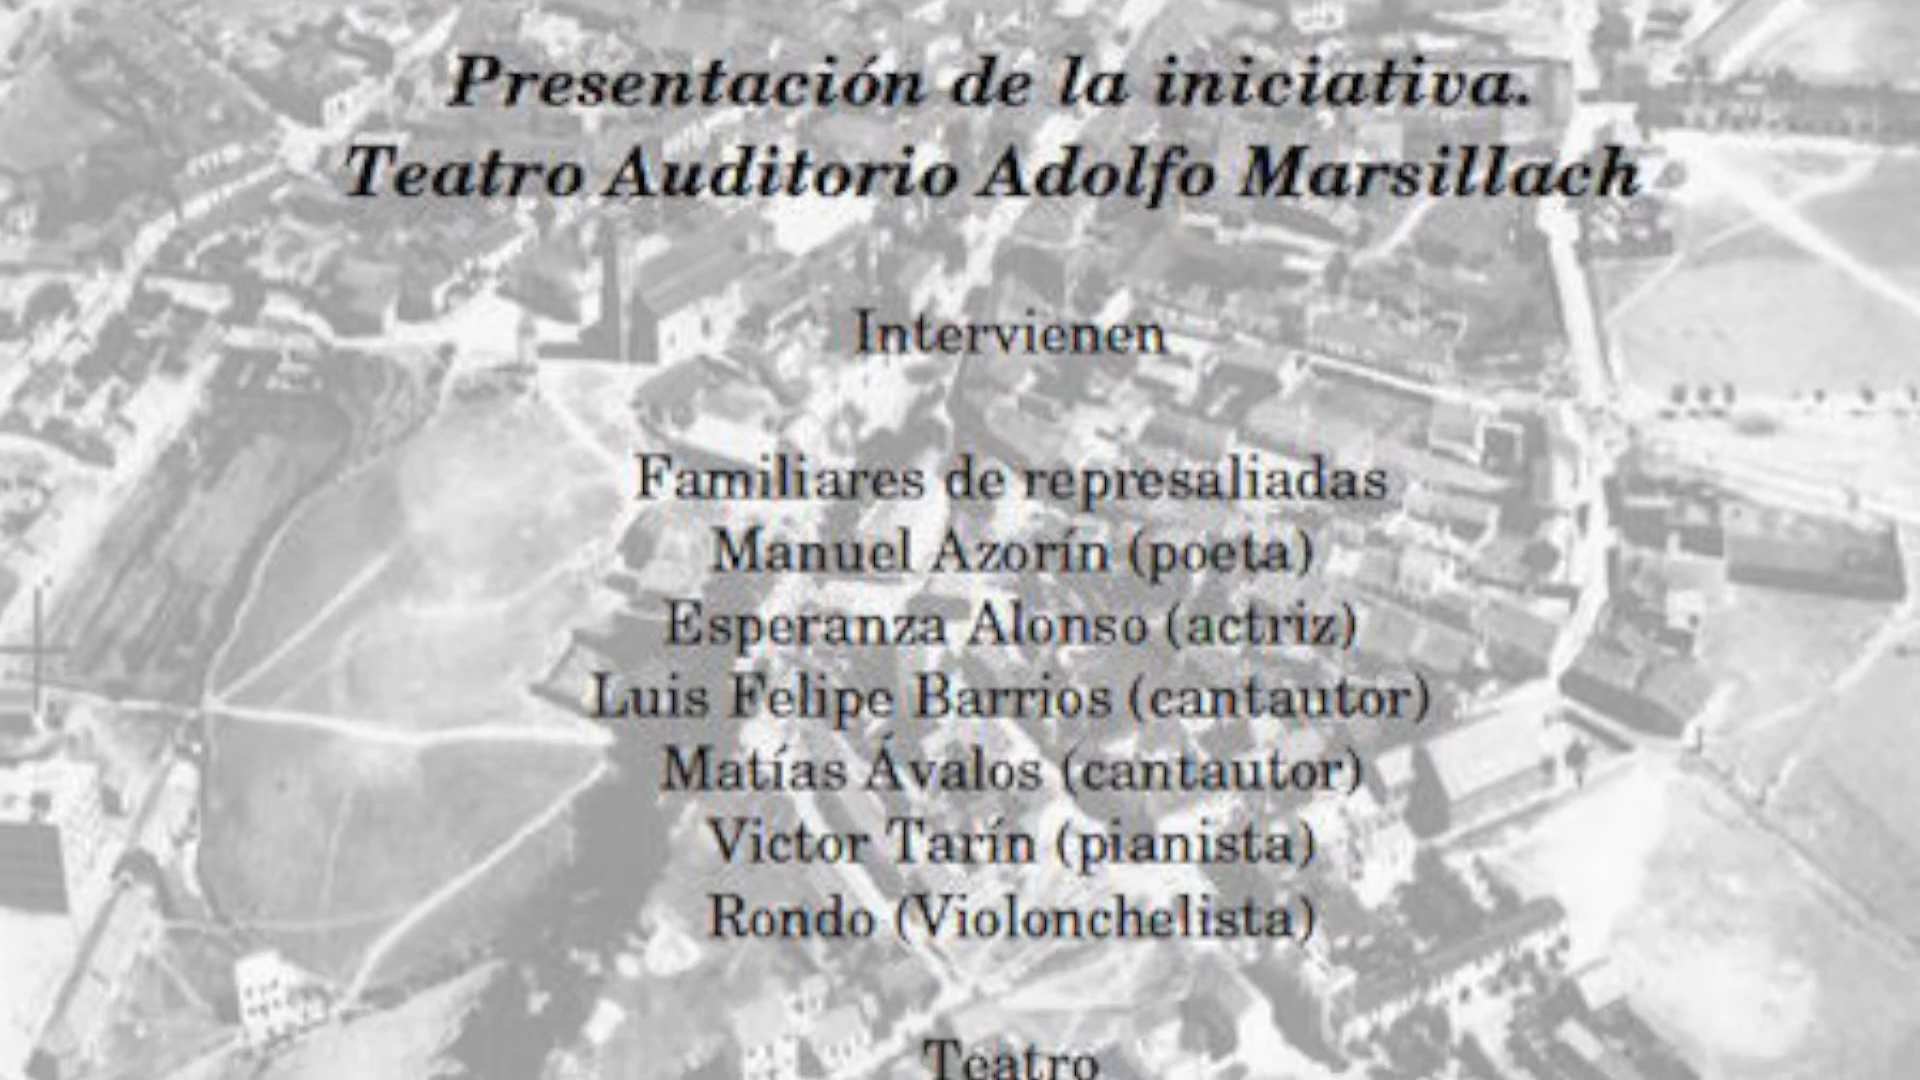 Presentación de la iniciativa.
Teatro Auditorio Adolfo Marsillach
Intervienen
Familiares de represaliadas
Manuel Azorín (poeta)
Esperanza Alonso (actriz)
Luis Felipe Barrios (cantautor)
Matías Ávalos (cantautor)
Victor Tarín (pianista)
Rondo (Violonchelista)
Teatro